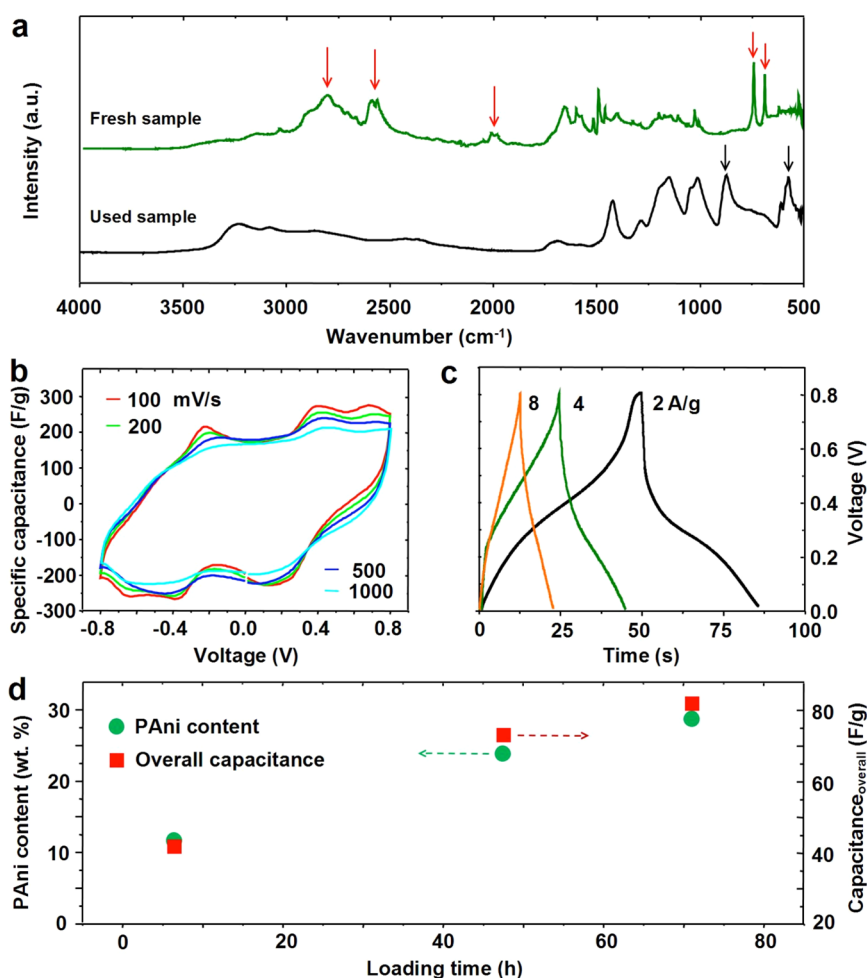 a
Intensity (a.u.)
Fresh sample
Used sample
4000 3500 3000 2500 2000 1500 1000 500
Wavenumber (cm⁻¹)
b
Specific capacitance (F/g)
300
200
100
0
-100
-200
-300
100 mV/s
200
500
1000
-0.8 -0.4 0.0 0.4 0.8
Voltage (V)
c
8 4 2 A/g
0.8
0.6
0.4
0.2
0.0
Voltage (V)
0 25 50 75 100
Time (s)
d
PAni content (wt. %)
30
25
20
15
10
5
0
PAni content
Overall capacitance
80
60
40
20
Capacitanceoverall (F/g)
0 20 40 60 80
Loading time (h)